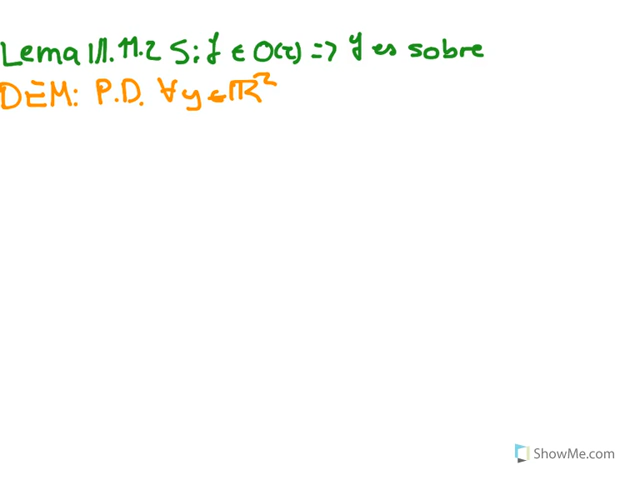 Lema III.11.2 Si f ∈ O(2) => f es sobre
DEM: P.D. ∀y ∈ ℝ²
ShowMe.com